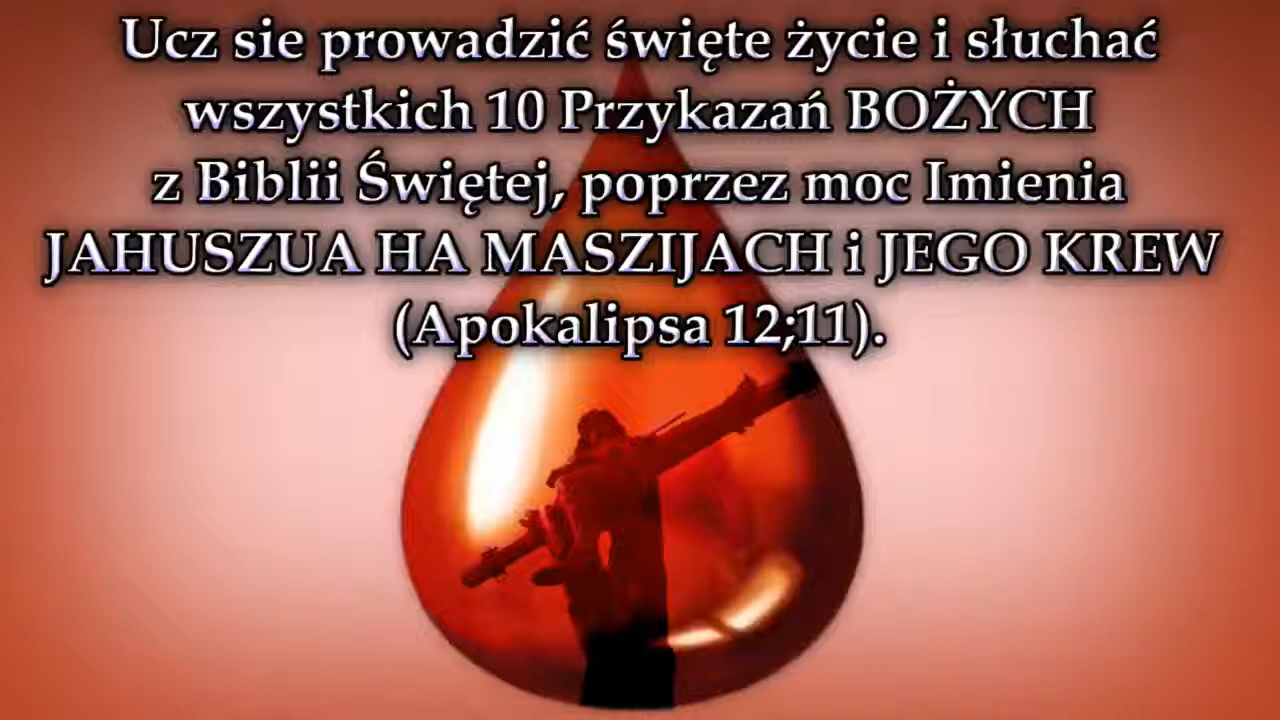 Ucz sie prowadzić święte życie i słuchać
wszystkich 10 Przykazań BOŻYCH
z Biblii Świętej, poprzez moc Imienia
JAHUSZUA HA MASZIJACH i JEGO KREW
(Apokalipsa 12;11).